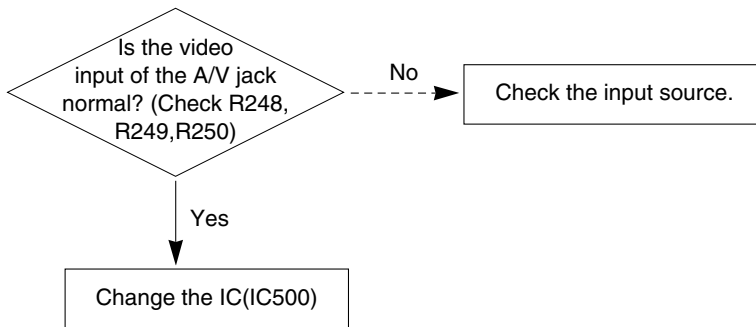 Is the video
input of the A/V jack
normal? (Check R248,
R249,R250)
No
Check the input source.
Yes
Change the IC(IC500)